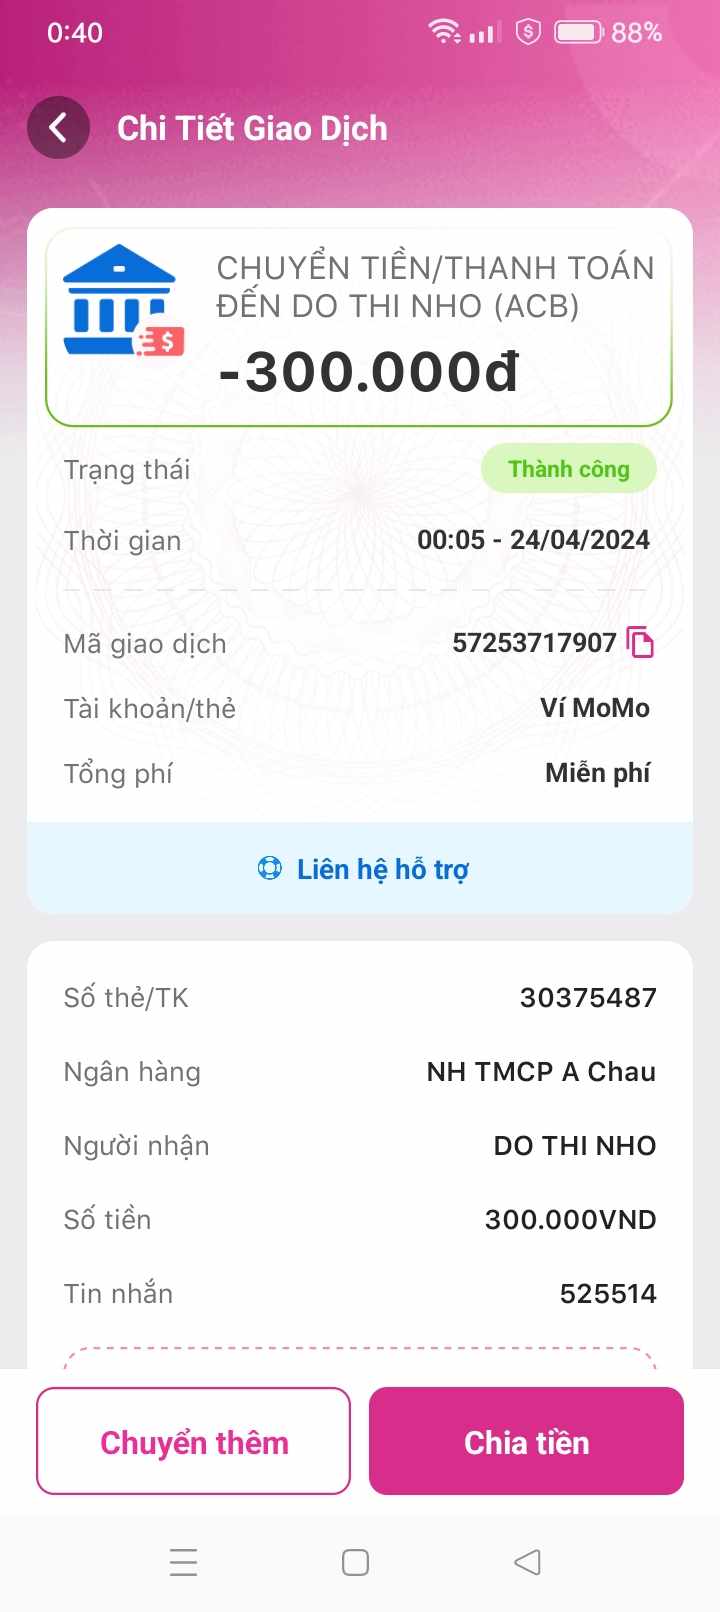 0:40
88%
Chi Tiết Giao Dịch
CHUYỂN TIỀN/THANH TOÁN
ĐẾN DO THI NHO (ACB)
-300.000đ
Trạng thái Thành công
Thời gian 00:05 - 24/04/2024
Mã giao dịch 57253717907
Tài khoản/thẻ Ví MoMo
Tổng phí Miễn phí
Liên hệ hỗ trợ
Số thẻ/TK 30375487
Ngân hàng NH TMCP A Chau
Người nhận DO THI NHO
Số tiền 300.000VND
Tin nhắn 525514
Chuyển thêm
Chia tiền